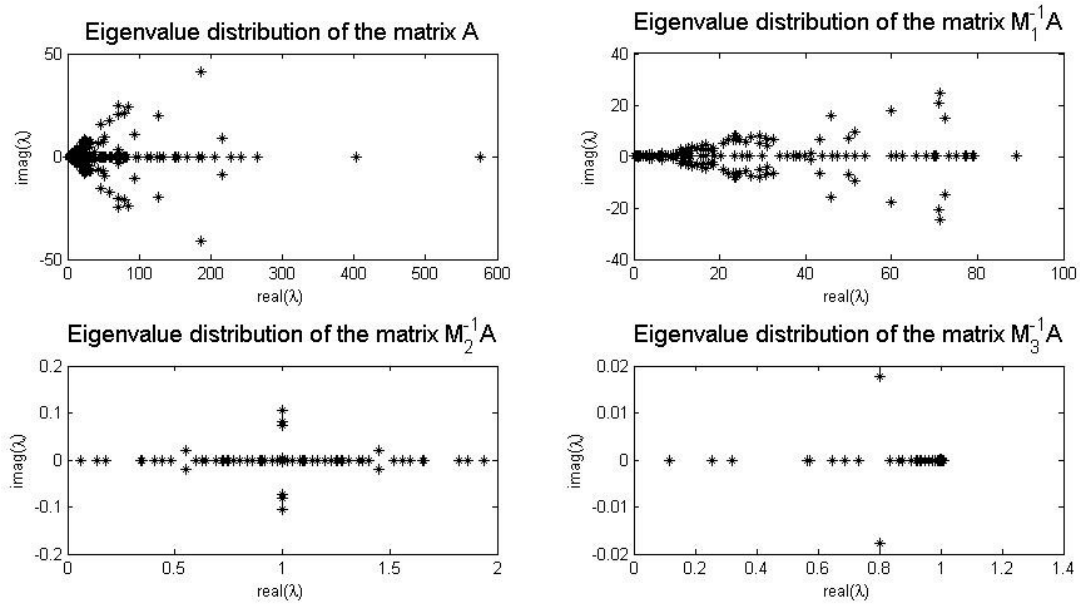 Eigenvalue distribution of the matrix A
50
0
-50
imag(λ)
0 100 200 300 400 500 600
real(λ)
Eigenvalue distribution of the matrix M₁⁻¹A
40
20
0
-20
-40
imag(λ)
0 20 40 60 80 100
real(λ)
Eigenvalue distribution of the matrix M₂⁻¹A
0.2
0.1
0
-0.1
-0.2
imag(λ)
0 0.5 1 1.5 2
real(λ)
Eigenvalue distribution of the matrix M₃⁻¹A
0.02
0.01
0
-0.01
-0.02
imag(λ)
0 0.2 0.4 0.6 0.8 1 1.2 1.4
real(λ)